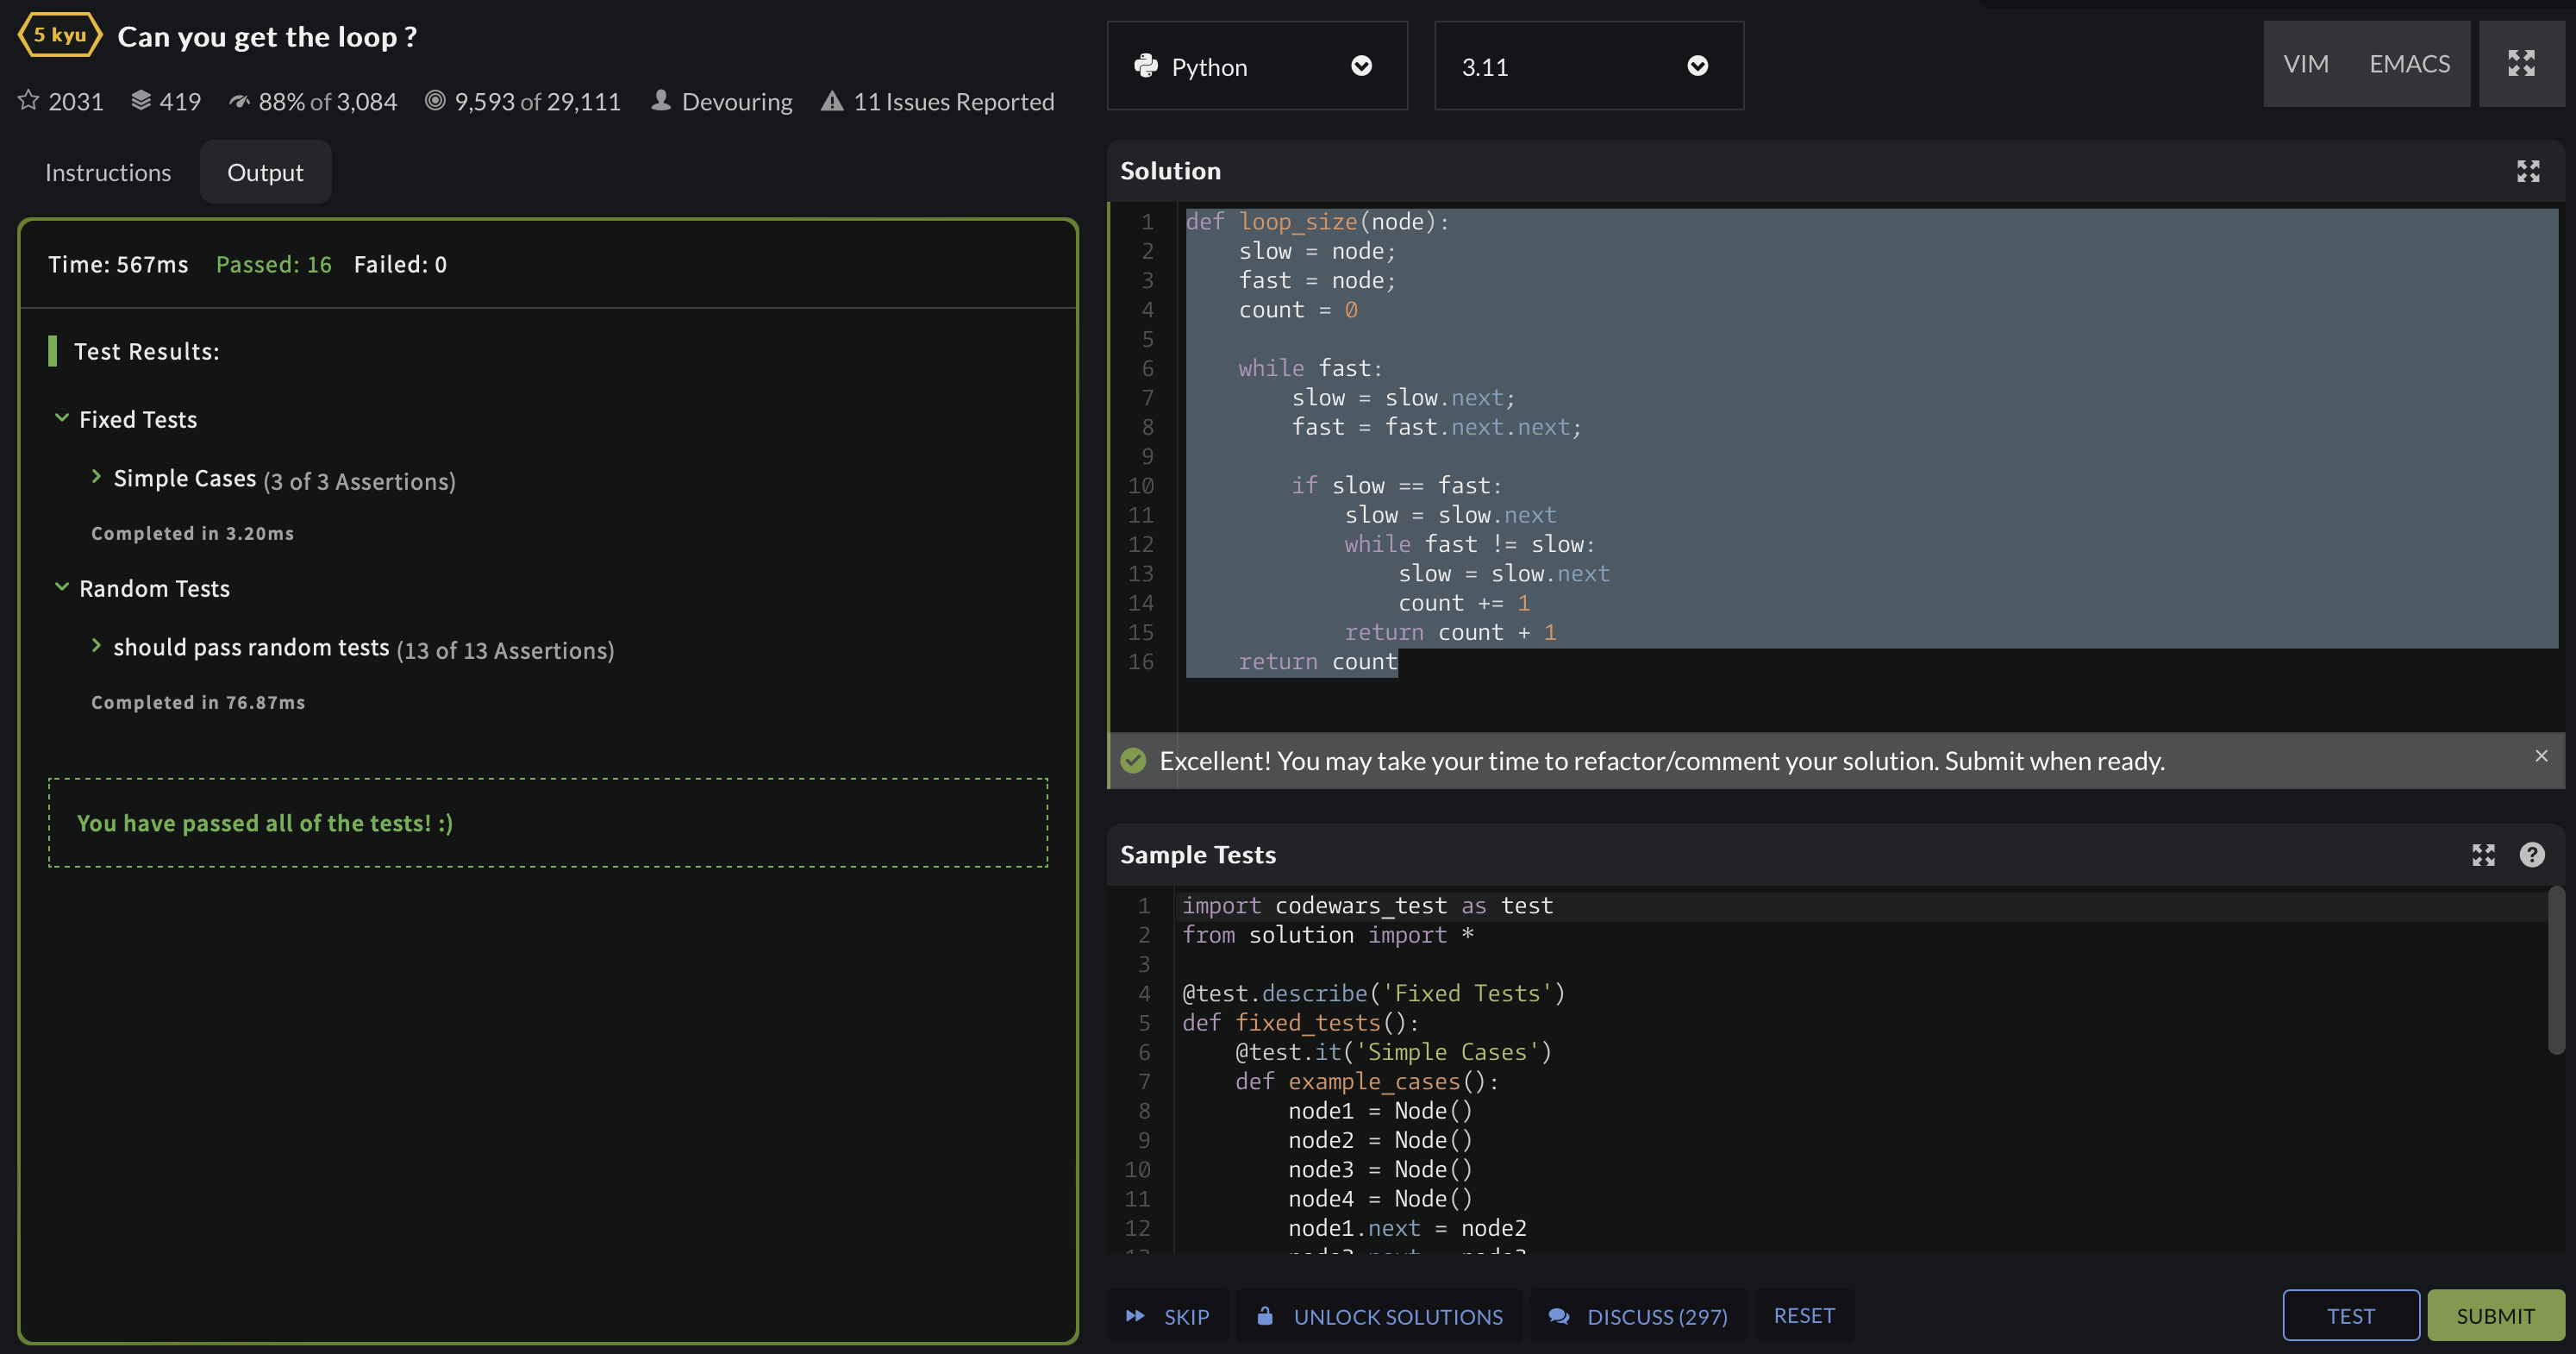 5 kyu Can you get the loop ?
2031 419 88% of 3,084 9,593 of 29,111 Devouring 11 Issues Reported
Instructions Output
Time: 567ms Passed: 16 Failed: 0
Test Results:
Fixed Tests
Simple Cases (3 of 3 Assertions)
Completed in 3.20ms
Random Tests
should pass random tests (13 of 13 Assertions)
Completed in 76.87ms
You have passed all of the tests! :)
Python 3.11 VIM EMACS
Solution
1 def loop_size(node):
2     slow = node;
3     fast = node;
4     count = 0
5
6     while fast:
7         slow = slow.next;
8         fast = fast.next.next;
9
10         if slow == fast:
11             slow = slow.next
12             while fast != slow:
13                 slow = slow.next
14                 count += 1
15             return count + 1
16     return count
Excellent! You may take your time to refactor/comment your solution. Submit when ready.
Sample Tests
1 import codewars_test as test
2 from solution import *
3
4 @test.describe('Fixed Tests')
5 def fixed_tests():
6     @test.it('Simple Cases')
7     def example_cases():
8         node1 = Node()
9         node2 = Node()
10         node3 = Node()
11         node4 = Node()
12         node1.next = node2
SKIP UNLOCK SOLUTIONS DISCUSS (297) RESET TEST SUBMIT